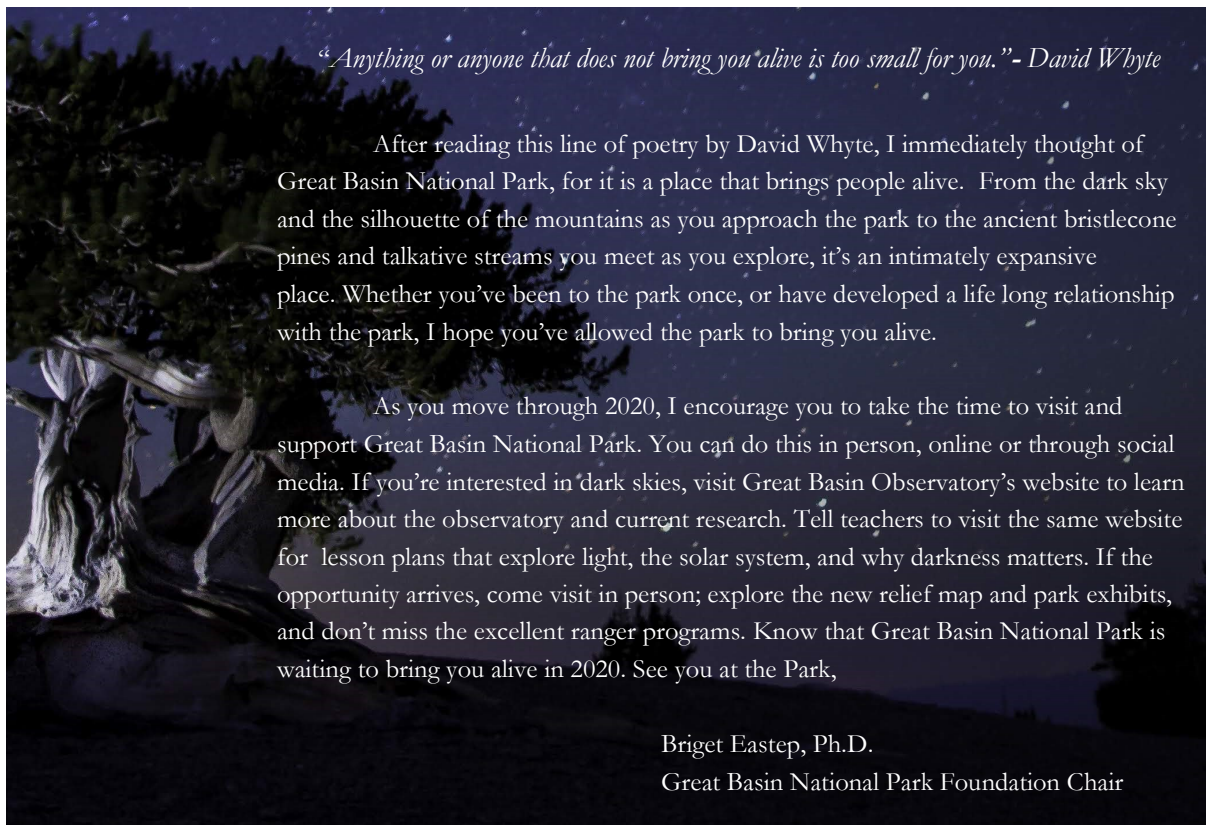 “Anything or anyone that does not bring you alive is too small for you.”- David Whyte
After reading this line of poetry by David Whyte, I immediately thought of
Great Basin National Park, for it is a place that brings people alive.  From the dark sky
and the silhouette of the mountains as you approach the park to the ancient bristlecone
pines and talkative streams you meet as you explore, it’s an intimately expansive
place. Whether you’ve been to the park once, or have developed a life long relationship
with the park, I hope you’ve allowed the park to bring you alive.
As you move through 2020, I encourage you to take the time to visit and
support Great Basin National Park. You can do this in person, online or through social
media. If you’re interested in dark skies, visit Great Basin Observatory’s website to learn
more about the observatory and current research. Tell teachers to visit the same website
for  lesson plans that explore light, the solar system, and why darkness matters. If the
opportunity arrives, come visit in person; explore the new relief map and park exhibits,
and don’t miss the excellent ranger programs. Know that Great Basin National Park is
waiting to bring you alive in 2020. See you at the Park,
Briget Eastep, Ph.D.
Great Basin National Park Foundation Chair